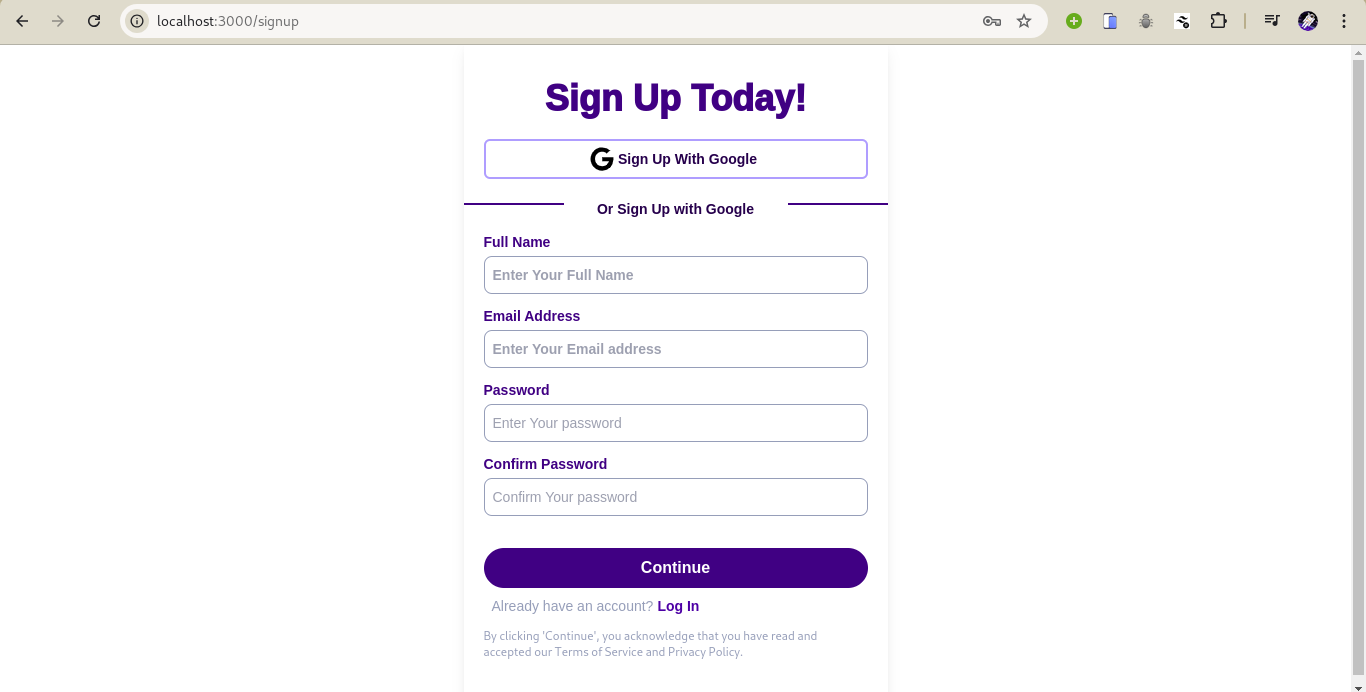 localhost:3000/signup
Sign Up Today!
Sign Up With Google
Or Sign Up with Google
Full Name
Enter Your Full Name
Email Address
Enter Your Email address
Password
Enter Your password
Confirm Password
Confirm Your password
Continue
Already have an account? Log In
By clicking 'Continue', you acknowledge that you have read and
accepted our Terms of Service and Privacy Policy.